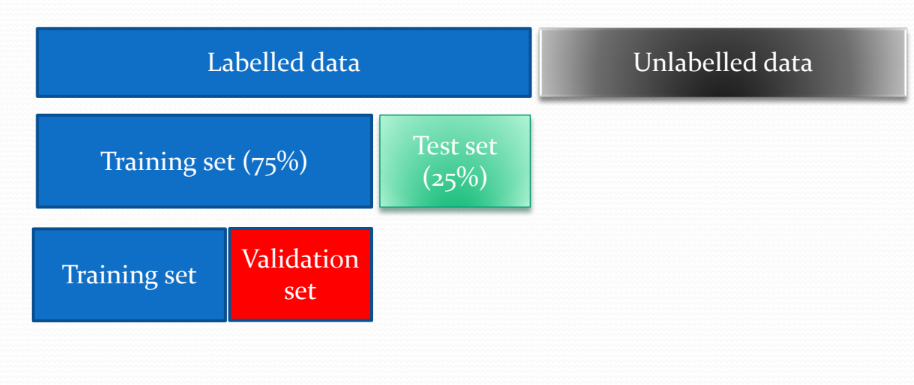 Labelled data
Unlabelled data
Training set (75%)
Test set
(25%)
Training set
Validation
set